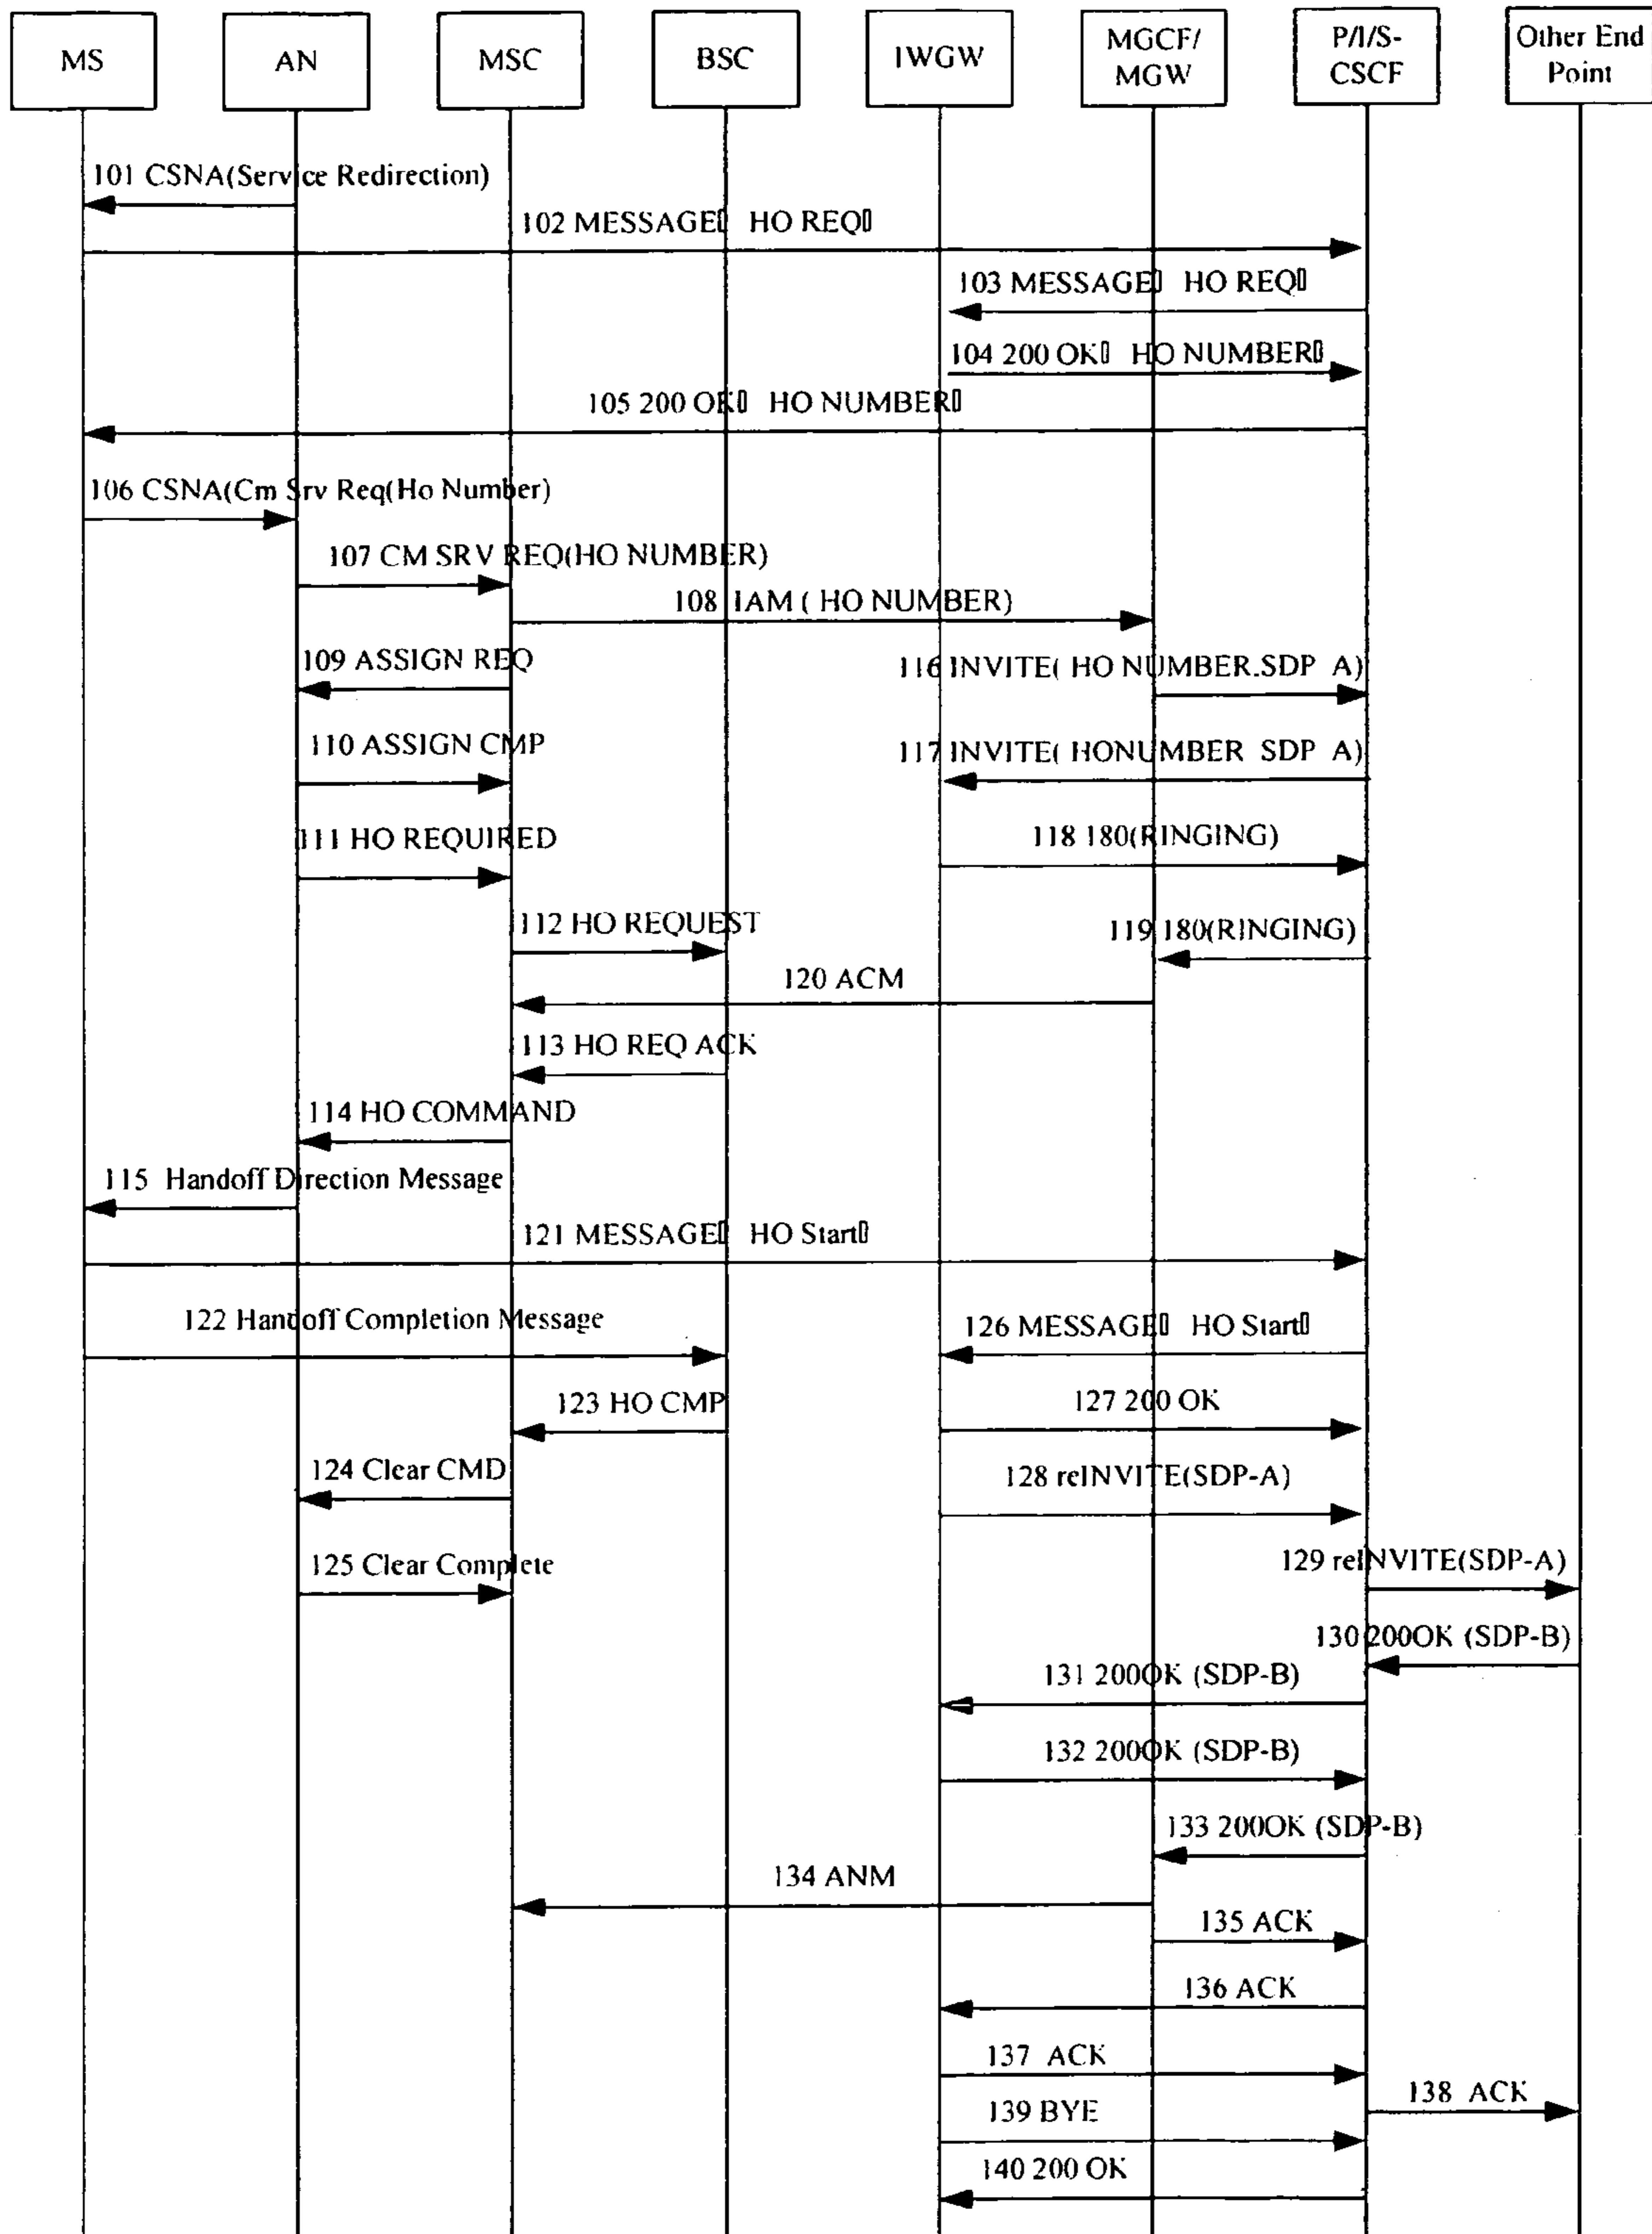 MS
AN
MSC
BSC
IWGW
MGCF/
MGW
P/I/S-
CSCF
Other End
Point
101 CSNA(Service Redirection)
102 MESSAGE▯ HO REQ▯
103 MESSAGE▯ HO REQ▯
104 200 OK▯ HO NUMBER▯
105 200 OK▯ HO NUMBER▯
106 CSNA(Cm Srv Req(Ho Number)
107 CM SRV REQ(HO NUMBER)
108 IAM ( HO NUMBER)
109 ASSIGN REQ
116 INVITE( HO NUMBER.SDP A)
110 ASSIGN CMP
117 INVITE( HONUMBER SDP A)
111 HO REQUIRED
118 180(RINGING)
112 HO REQUEST
119 180(RINGING)
120 ACM
113 HO REQ ACK
114 HO COMMAND
115 Handoff Direction Message
121 MESSAGE▯ HO Start▯
122 Handoff Completion Message
126 MESSAGE▯ HO Start▯
123 HO CMP
127 200 OK
124 Clear CMD
128 reINVITE(SDP-A)
125 Clear Complete
129 reINVITE(SDP-A)
130 200OK (SDP-B)
131 200OK (SDP-B)
132 200OK (SDP-B)
133 200OK (SDP-B)
134 ANM
135 ACK
136 ACK
137 ACK
138 ACK
139 BYE
140 200 OK